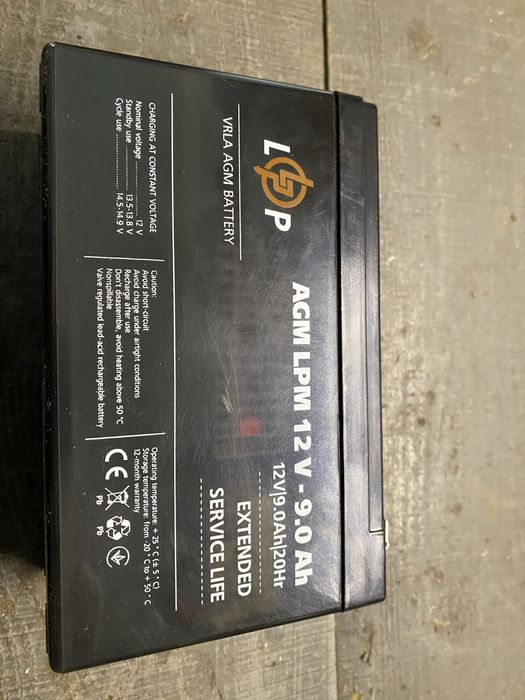 LP
VRLA AGM BATTERY
AGM LPM 12 V - 9.0 Ah
12V|9.0Ah|20Hr
EXTENDED
SERVICE LIFE
CHARGING AT CONSTANT VOLTAGE
Nominal voltage .............. 12 V
Standby use .............. 13.5-13.8 V
Cycle use .............. 14.5-14.9 V
Caution:
Avoid short-circuit
Avoid charge under airtight conditions
Recharge after use
Don't disassemble, avoid heating above 50 °C
Nonspillable
Valve regulated lead-acid rechargeable battery
Operating temperature: + 25 °C (± 5 °C)
Storage temperature: from -20 °C to + 50 °C
12-month warranty
CE
Pb Pb